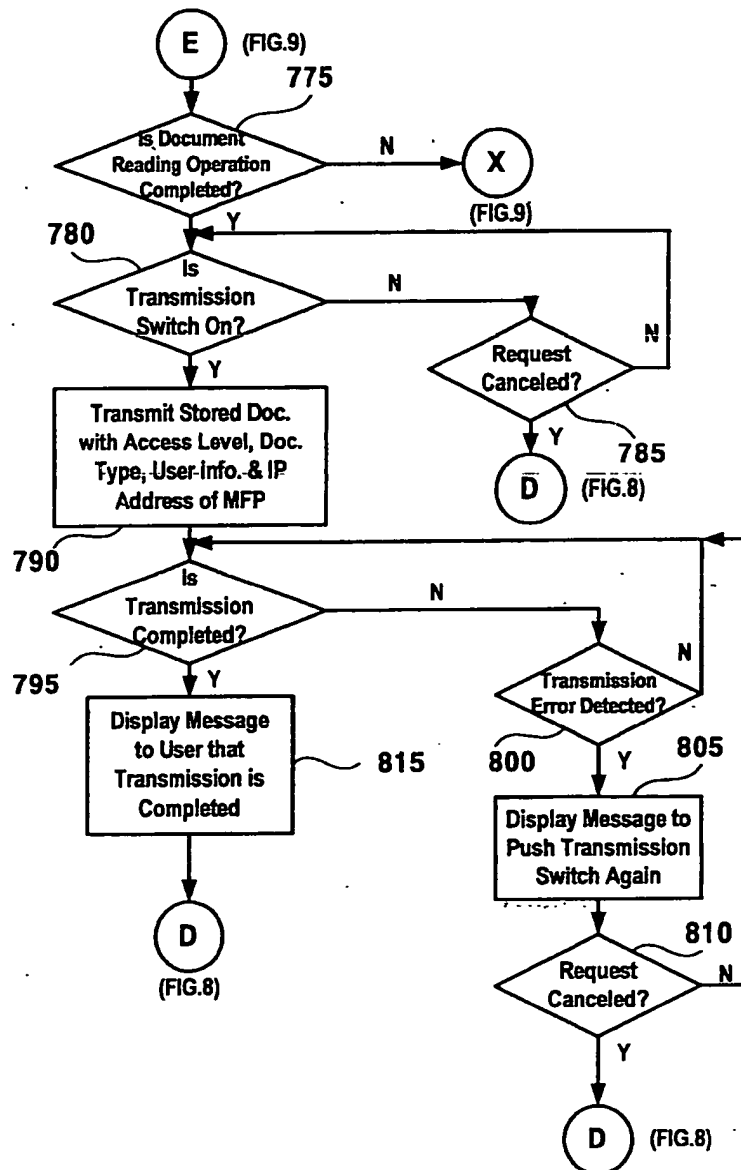 E
(FIG.9)
775
Is Document
Reading Operation
Completed?
N
X
(FIG.9)
Y
780
Is
Transmission
Switch On?
N
Request
Canceled?
N
785
Y
D
(FIG.8)
Y
Transmit Stored Doc.
with Access Level, Doc.
Type, User Info. & IP
Address of MFP
790
Is
Transmission
Completed?
N
795
Y
Transmission
Error Detected?
N
800
Y
805
Display Message
to User that
Transmission is
Completed
815
Display Message to
Push Transmission
Switch Again
D
(FIG.8)
810
Request
Canceled?
N
Y
D
(FIG.8)